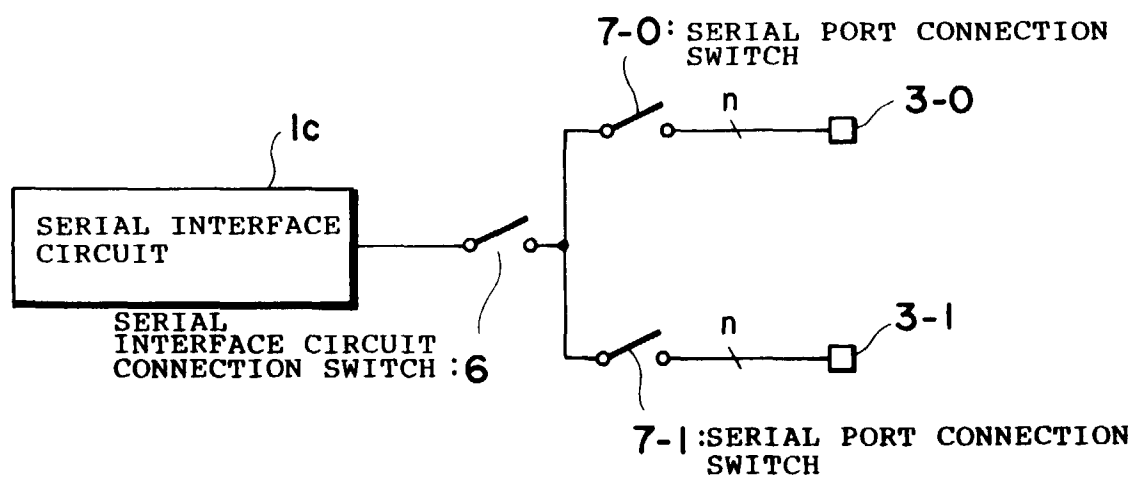 7-0: SERIAL PORT CONNECTION
SWITCH
n
3-0
1c
SERIAL INTERFACE
CIRCUIT
SERIAL
INTERFACE CIRCUIT
CONNECTION SWITCH :6
n
3-1
7-1:SERIAL PORT CONNECTION
SWITCH